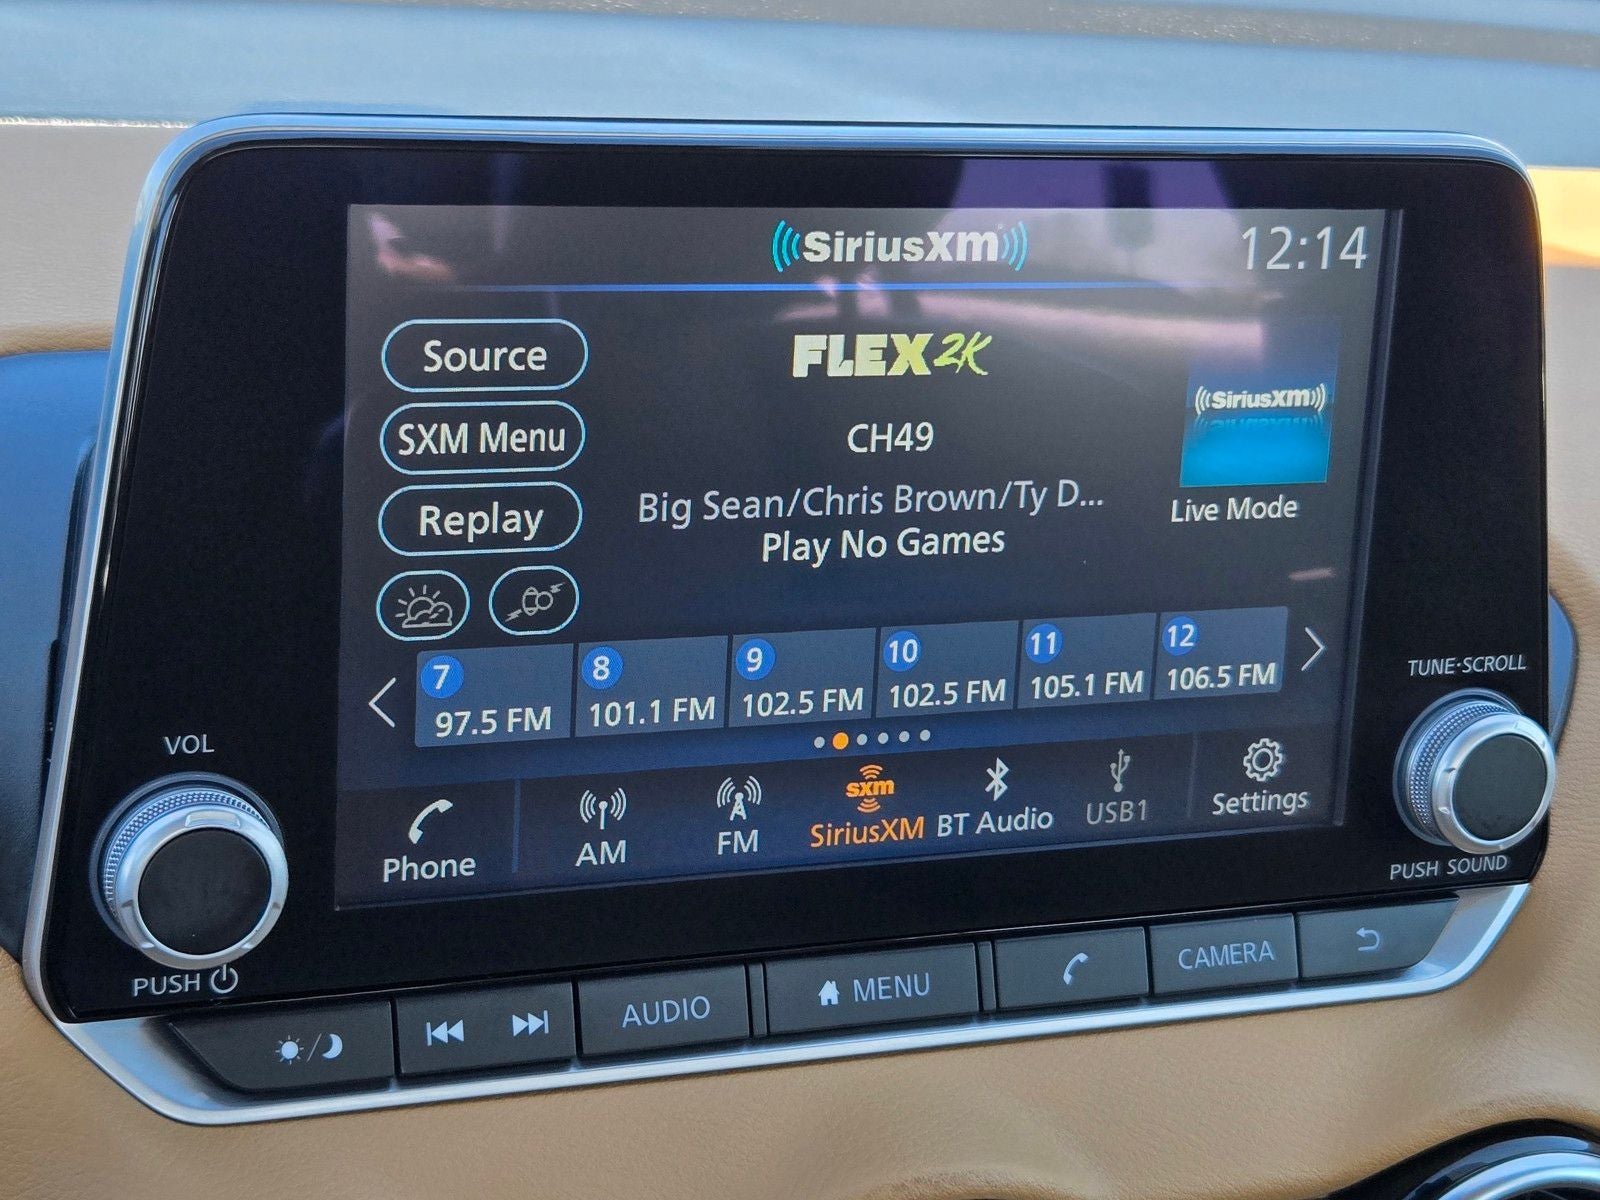 SiriusXM
12:14
Source
FLEX2K
SiriusXM
SXM Menu
CH49
Replay
Big Sean/Chris Brown/Ty D...
Live Mode
Play No Games
7 97.5 FM
8 101.1 FM
9 102.5 FM
10 102.5 FM
11 105.1 FM
12 106.5 FM
Phone
AM
FM
sxm
SiriusXM
BT Audio
USB1
Settings
VOL
PUSH
TUNE·SCROLL
PUSH SOUND
AUDIO
MENU
CAMERA